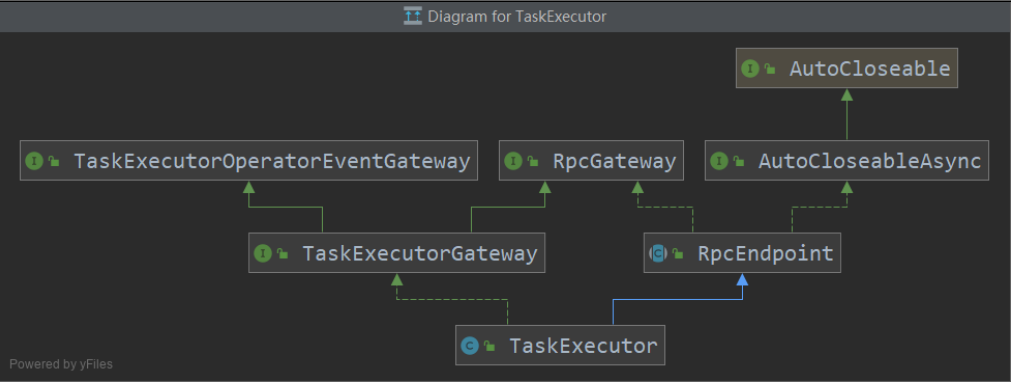 Diagram for TaskExecutor
I AutoCloseable
I TaskExecutorOperatorEventGateway
I RpcGateway
I AutoCloseableAsync
I TaskExecutorGateway
C RpcEndpoint
C TaskExecutor
Powered by yFiles